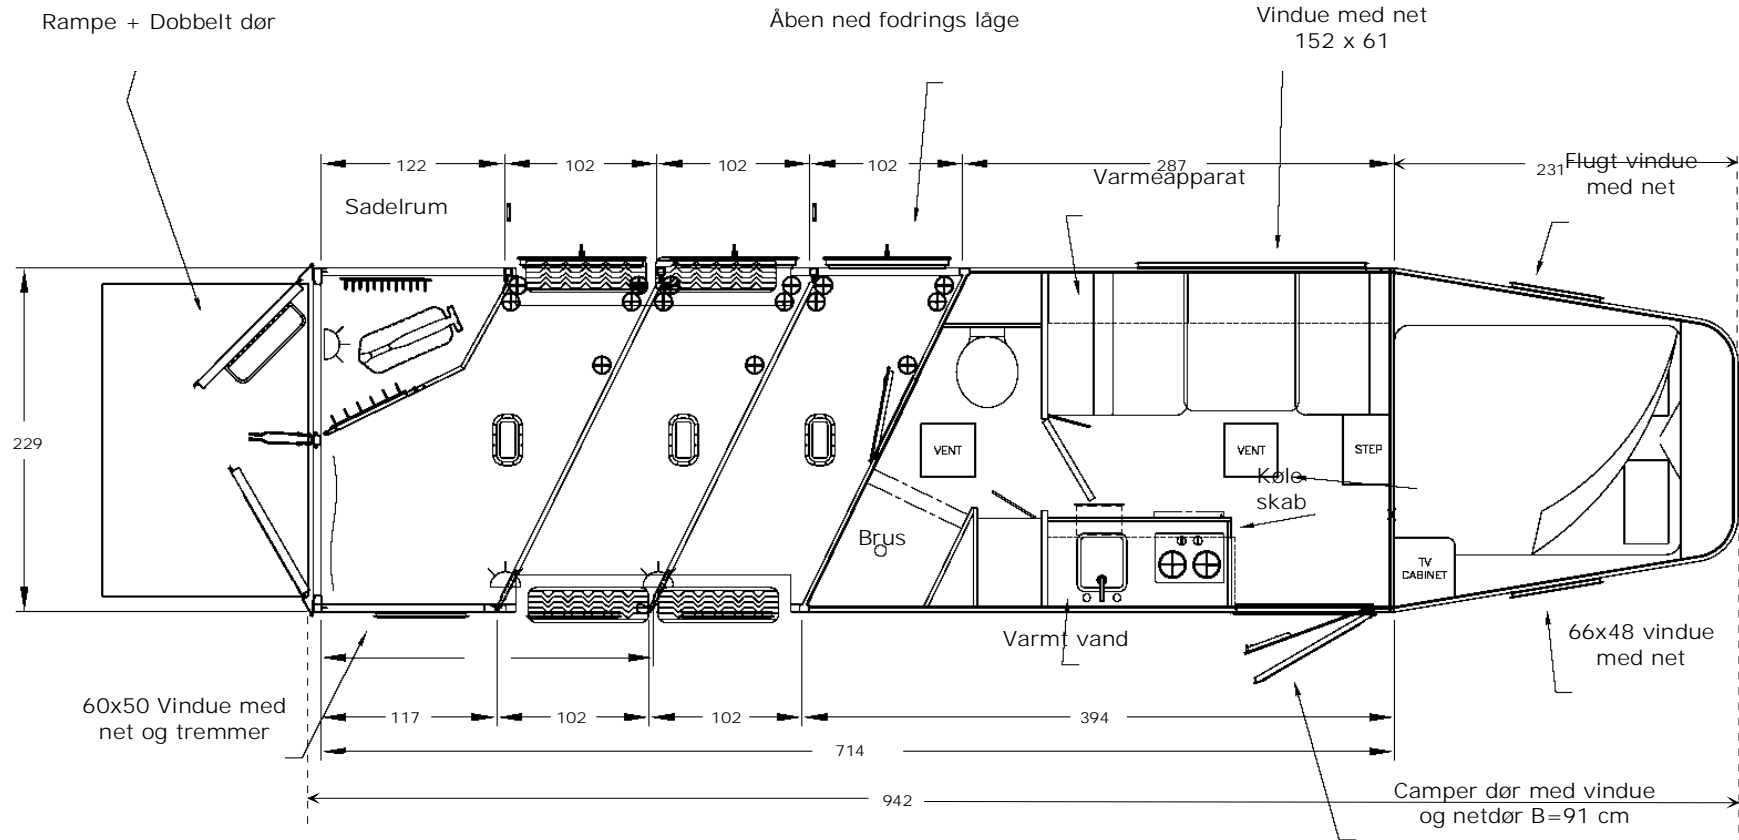 Rampe + Dobbelt dør
Åben ned fodrings låge
Vindue med net
152 x 61
122
102
102
102
287
231
Flugt vindue
med net
Varmeapparat
Sadelrum
229
VENT
VENT
STEP
Køle
skab
Brus
TV
CABINET
Varmt vand
66x48 vindue
med net
60x50 Vindue med
net og tremmer
117
102
102
394
714
942
Camper dør med vindue
og netdør B=91 cm